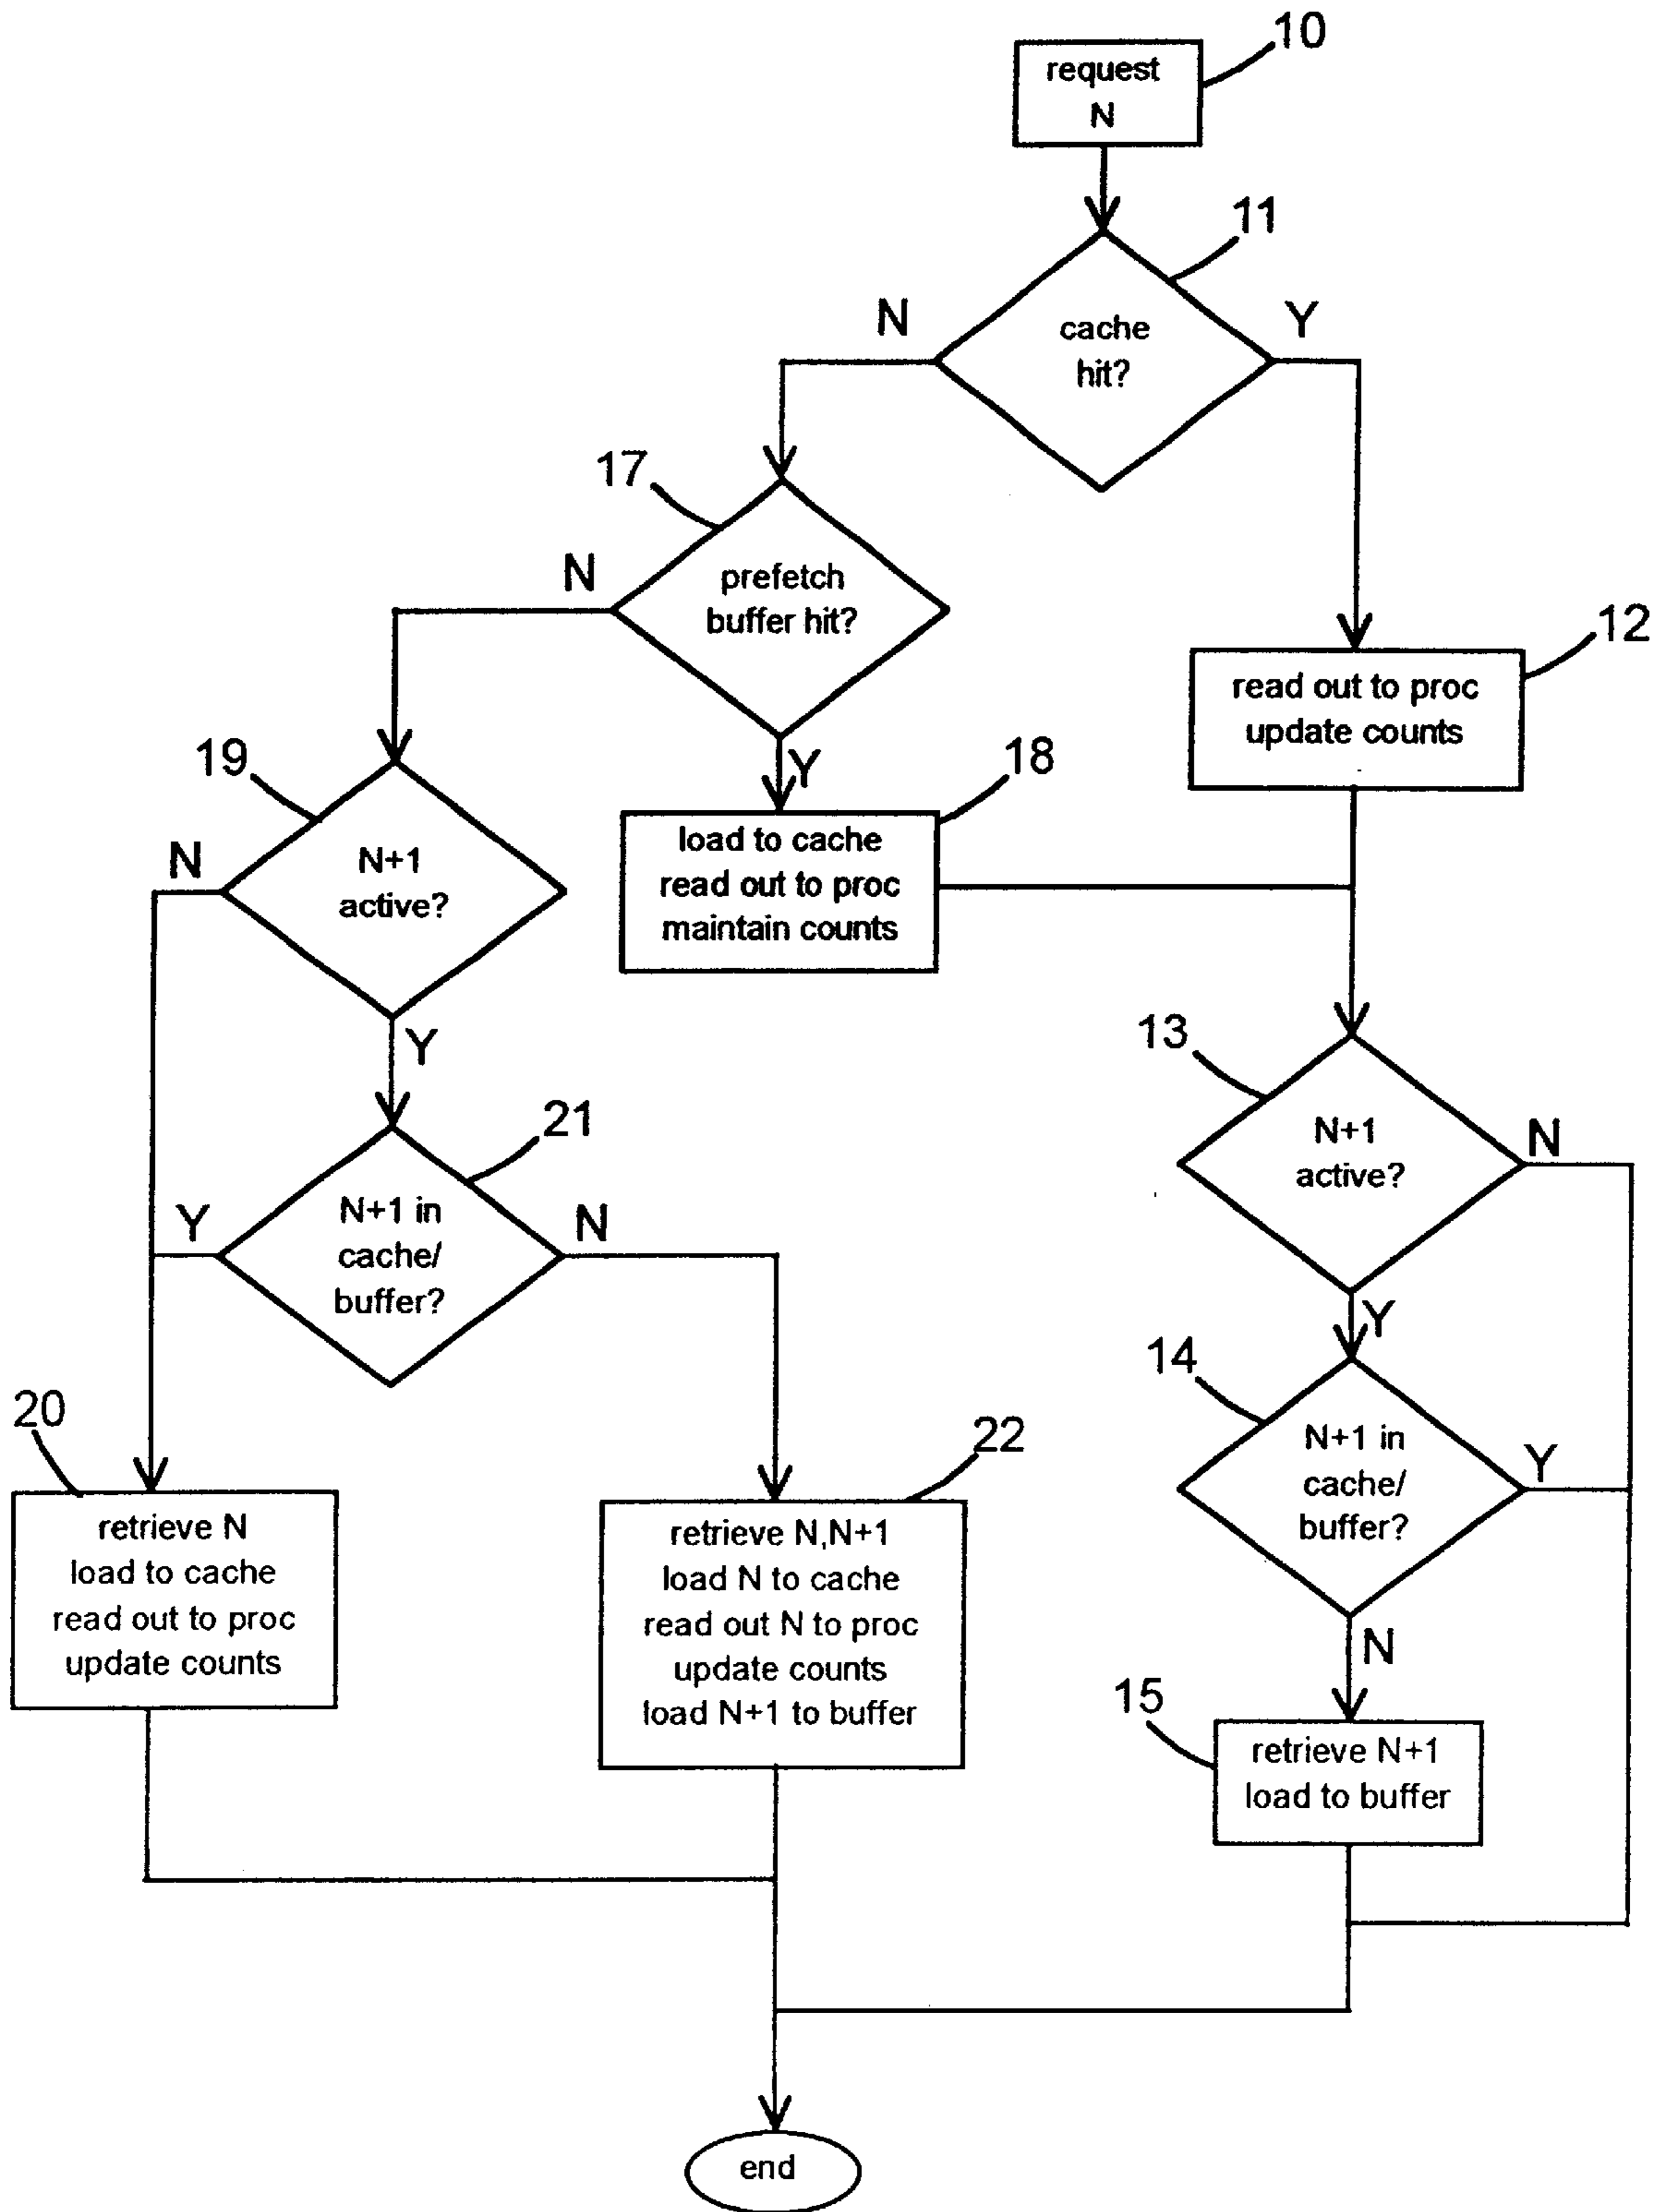 10
request
N
11
N
Y
cache
hit?
17
N
prefetch
buffer hit?
12
read out to proc
update counts
Y
19
18
N
N+1
active?
load to cache
read out to proc
maintain counts
Y
13
N+1
active?
N
21
Y
N+1 in
cache/
buffer?
N
Y
14
N+1 in
cache/
buffer?
Y
20
22
retrieve N
load to cache
read out to proc
update counts
retrieve N,N+1
load N to cache
read out N to proc
update counts
load N+1 to buffer
N
15
retrieve N+1
load to buffer
end